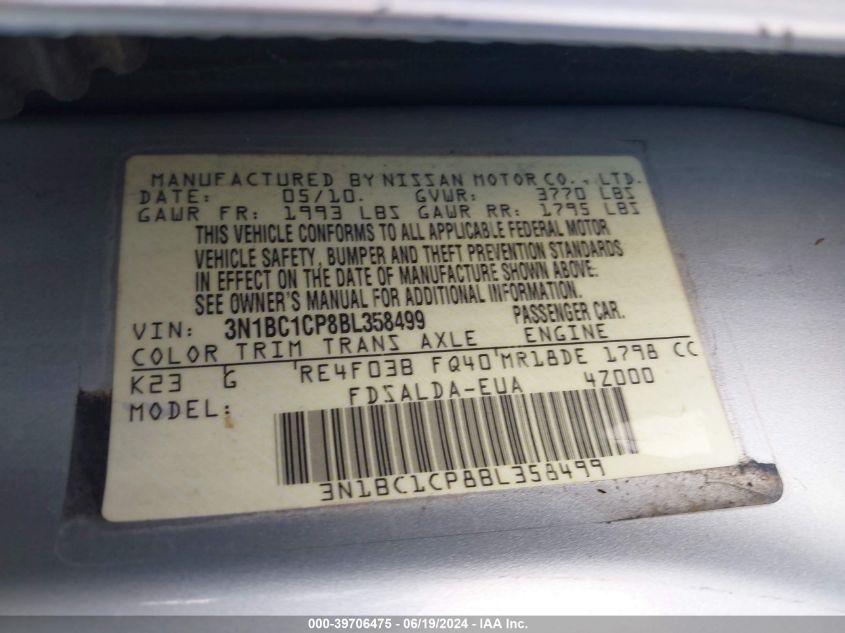 MANUFACTURED BY NISSAN MOTOR CO., LTD.
DATE: 05/10. GVWR: 3770 LBS
GAWR FR: 1993 LBS GAWR RR: 1795 LBS
THIS VEHICLE CONFORMS TO ALL APPLICABLE FEDERAL MOTOR
VEHICLE SAFETY, BUMPER AND THEFT PREVENTION STANDARDS
IN EFFECT ON THE DATE OF MANUFACTURE SHOWN ABOVE.
SEE OWNER'S MANUAL FOR ADDITIONAL INFORMATION.
VIN: 3N1BC1CP8BL358499 PASSENGER CAR.
COLOR TRIM TRANS AXLE ENGINE
K23 G RE4F03B FQ40 MR18DE 1798 CC
MODEL: FDSALDA-EUA 4Z000
3N1BC1CP8BL358499
000-39706475 - 06/19/2024 - IAA Inc.